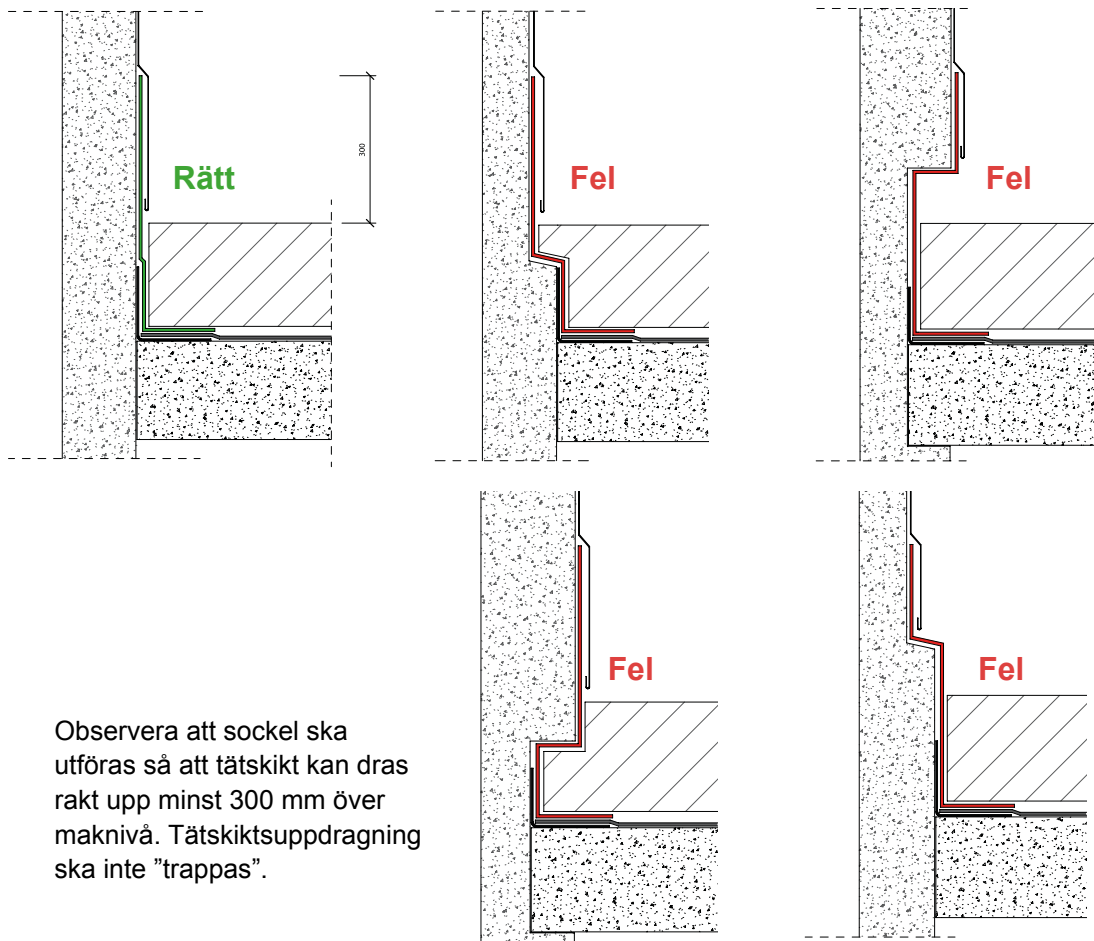 Rätt
300
Fel
Fel
Fel
Fel
Observera att sockel ska
utföras så att tätskikt kan dras
rakt upp minst 300 mm över
maknivå. Tätskiktsuppdragning
ska inte ”trappas”.